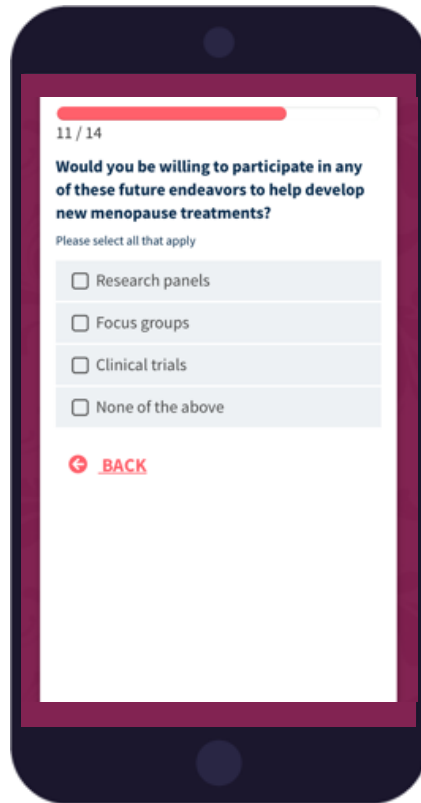 11 / 14
Would you be willing to participate in any
of these future endeavors to help develop
new menopause treatments?
Please select all that apply
Research panels
Focus groups
Clinical trials
None of the above
BACK